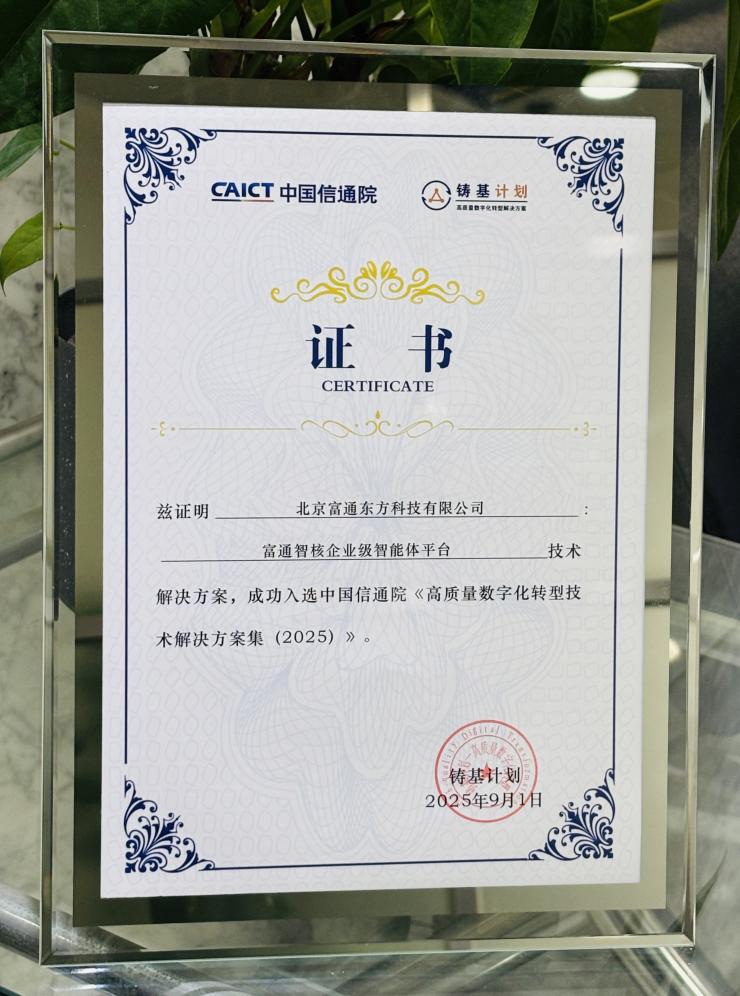 CAICT 中国信通院
铸基计划
高质量数字化转型解决方案
证 书
CERTIFICATE
兹证明 北京富通东方科技有限公司 :
富通智核企业级智能体平台 技术
解决方案，成功入选中国信通院《高质量数字化转型技
术解决方案集（2025）》。
铸基计划
2025年9月1日